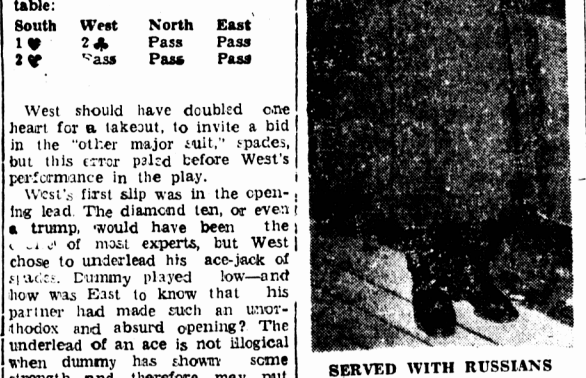 table:
South West North East
1 ♥ 2 ♣ Pass Pass
2 ♥ Pass Pass Pass
West should have doubled one
heart for a takeout, to invite a bid
in the "other major suit," spades,
but this error paled before West's
performance in the play.
West's first slip was in the open-
ing lead. The diamond ten, or even
a trump, would have been the
of most experts, but West
chose to underlead his ace-jack of
spades. Dummy played low—and
how was East to know that his
partner had made such an unor-
thodox and absurd opening? The
underlead of an ace is not illogical
when dummy has shown some
strength and therefore may put
SERVED WITH RUSSIANS